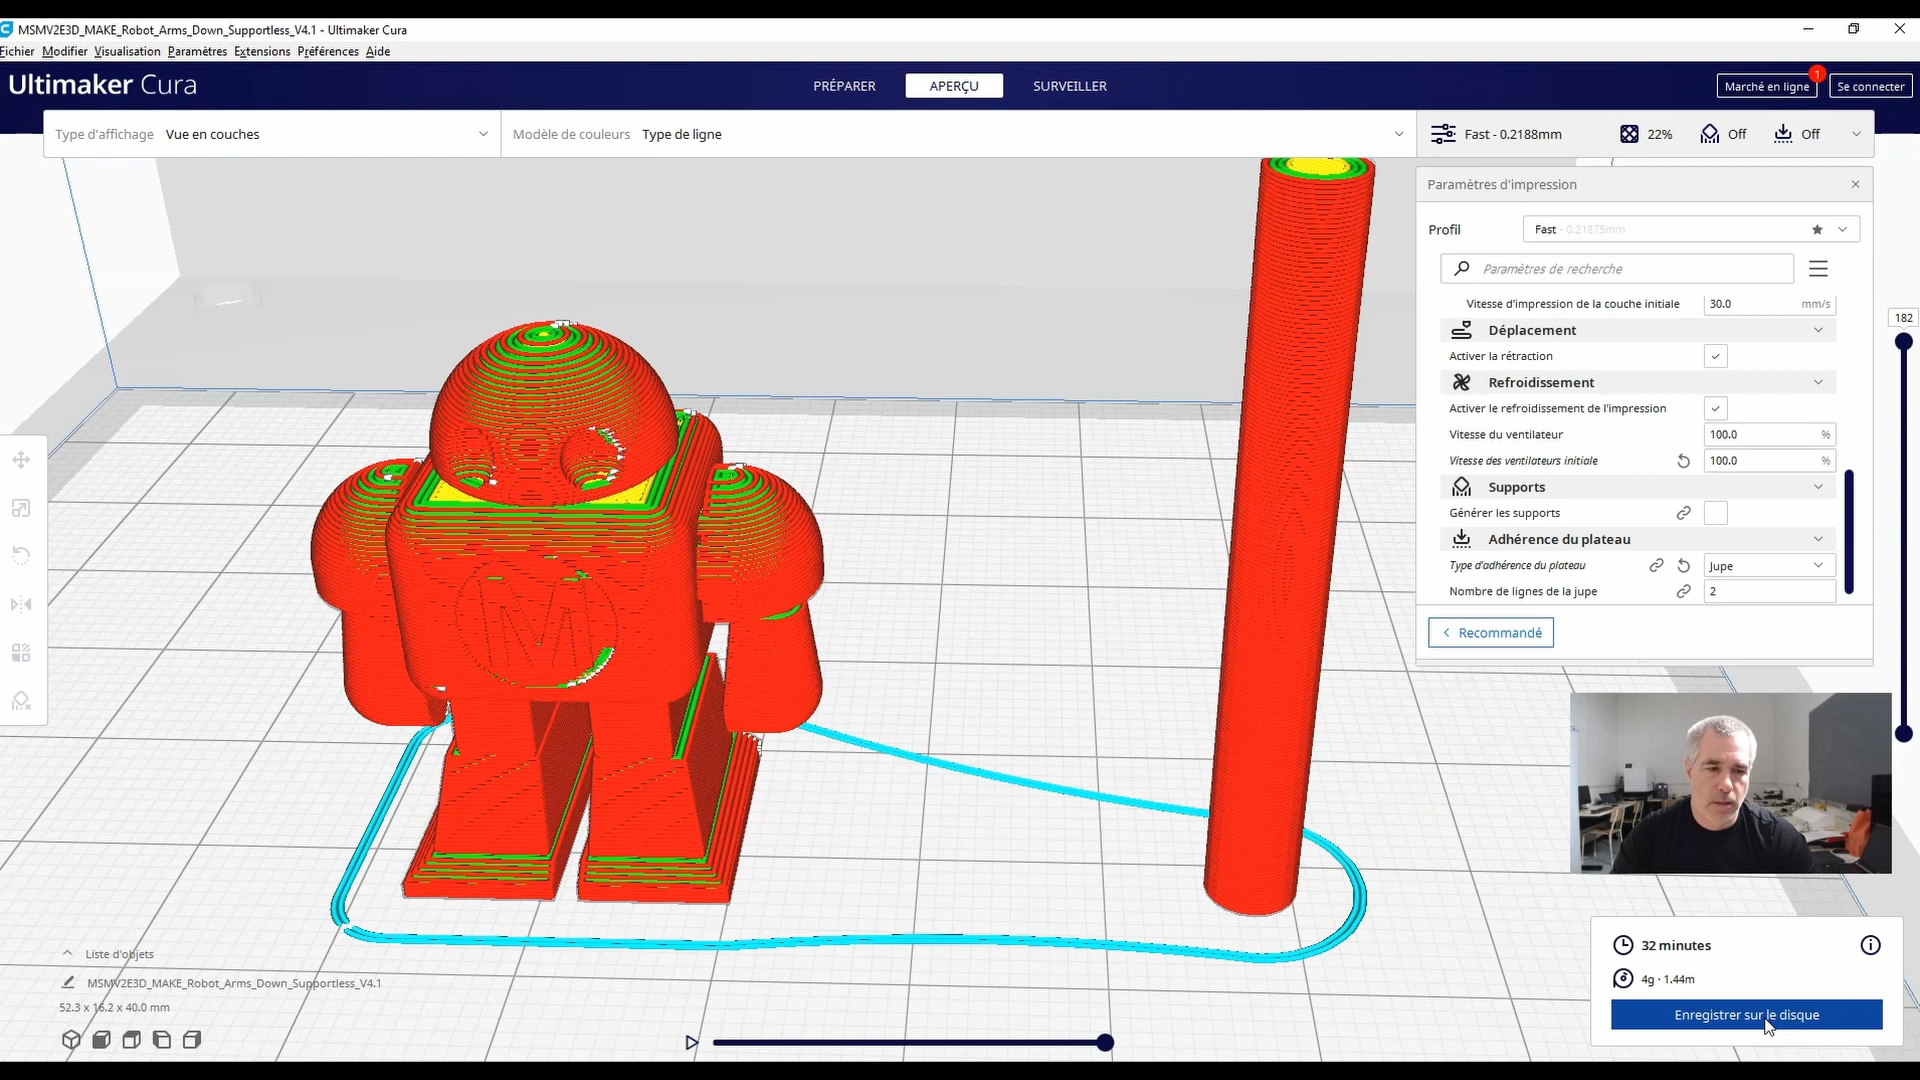 MSMV2E3D_MAKE_Robot_Arms_Down_Supportless_V4.1 - Ultimaker Cura
Fichier Modifier Visualisation Paramètres Extensions Préférences Aide
Ultimaker Cura
PRÉPARER APERÇU SURVEILLER
Marché en ligne 1 Se connecter
Type d'affichage Vue en couches
Modèle de couleurs Type de ligne
Fast - 0.2188mm 22% Off Off
Paramètres d'impression
Profil Fast - 0.21875mm
Paramètres de recherche
Vitesse d'impression de la couche initiale 30.0 mm/s
Déplacement
Activer la rétraction
Refroidissement
Activer le refroidissement de l'impression
Vitesse du ventilateur 100.0 %
Vitesse des ventilateurs initiale 100.0 %
Supports
Générer les supports
Adhérence du plateau
Type d'adhérence du plateau Jupe
Nombre de lignes de la jupe 2
Recommandé
182
M
Liste d'objets
MSMV2E3D_MAKE_Robot_Arms_Down_Supportless_V4.1
52.3 x 16.2 x 40.0 mm
32 minutes
4g · 1.44m
Enregistrer sur le disque